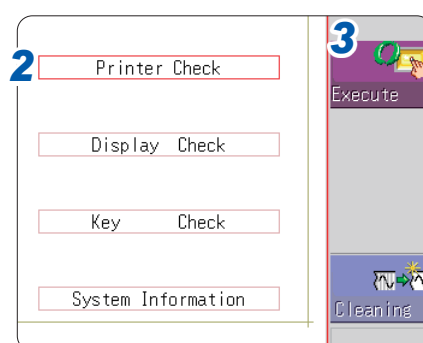 2
Printer Check
Display Check
Key Check
System Information
3
Execute
Cleaning